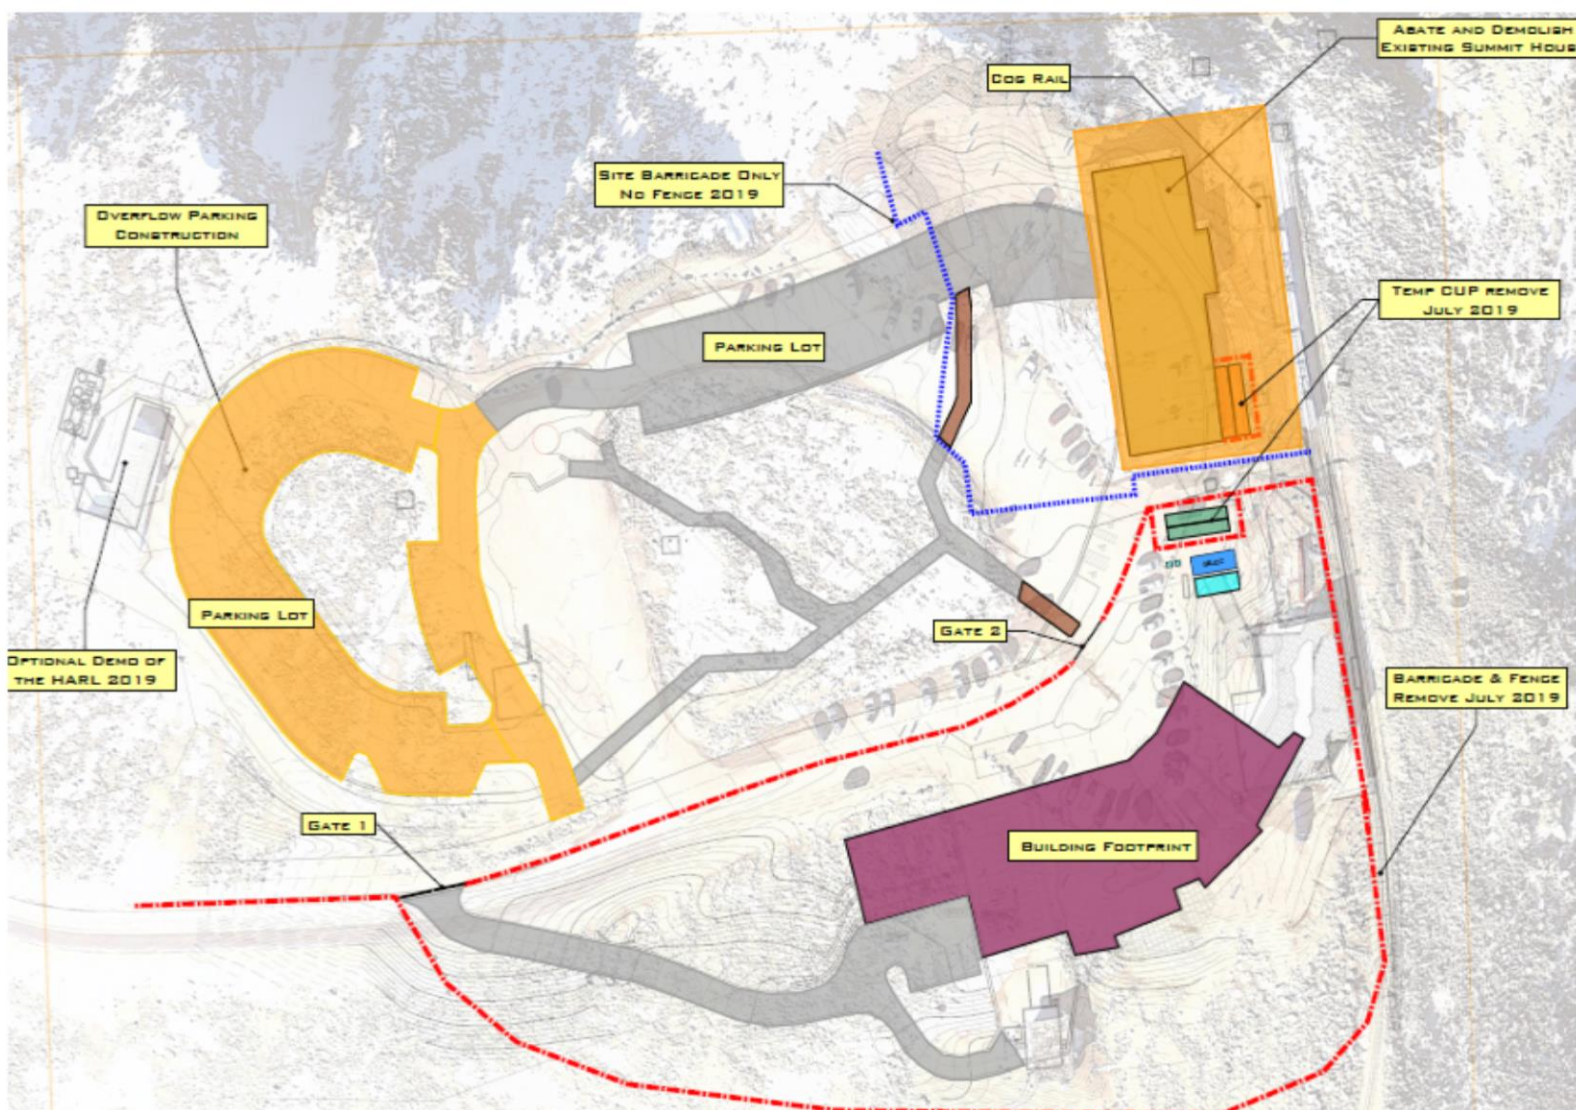 ABATE AND DEMOLISH
EXISTING SUMMIT HOUS
COG RAIL
SITE BARRICADE ONLY
NO FENCE 2019
OVERFLOW PARKING
CONSTRUCTION
TEMP CUP REMOVE
JULY 2019
PARKING LOT
PARKING LOT
GATE 2
OPTIONAL DEMO OF
THE HARL 2019
BARRICADE & FENCE
REMOVE JULY 2019
GATE 1
BUILDING FOOTPRINT